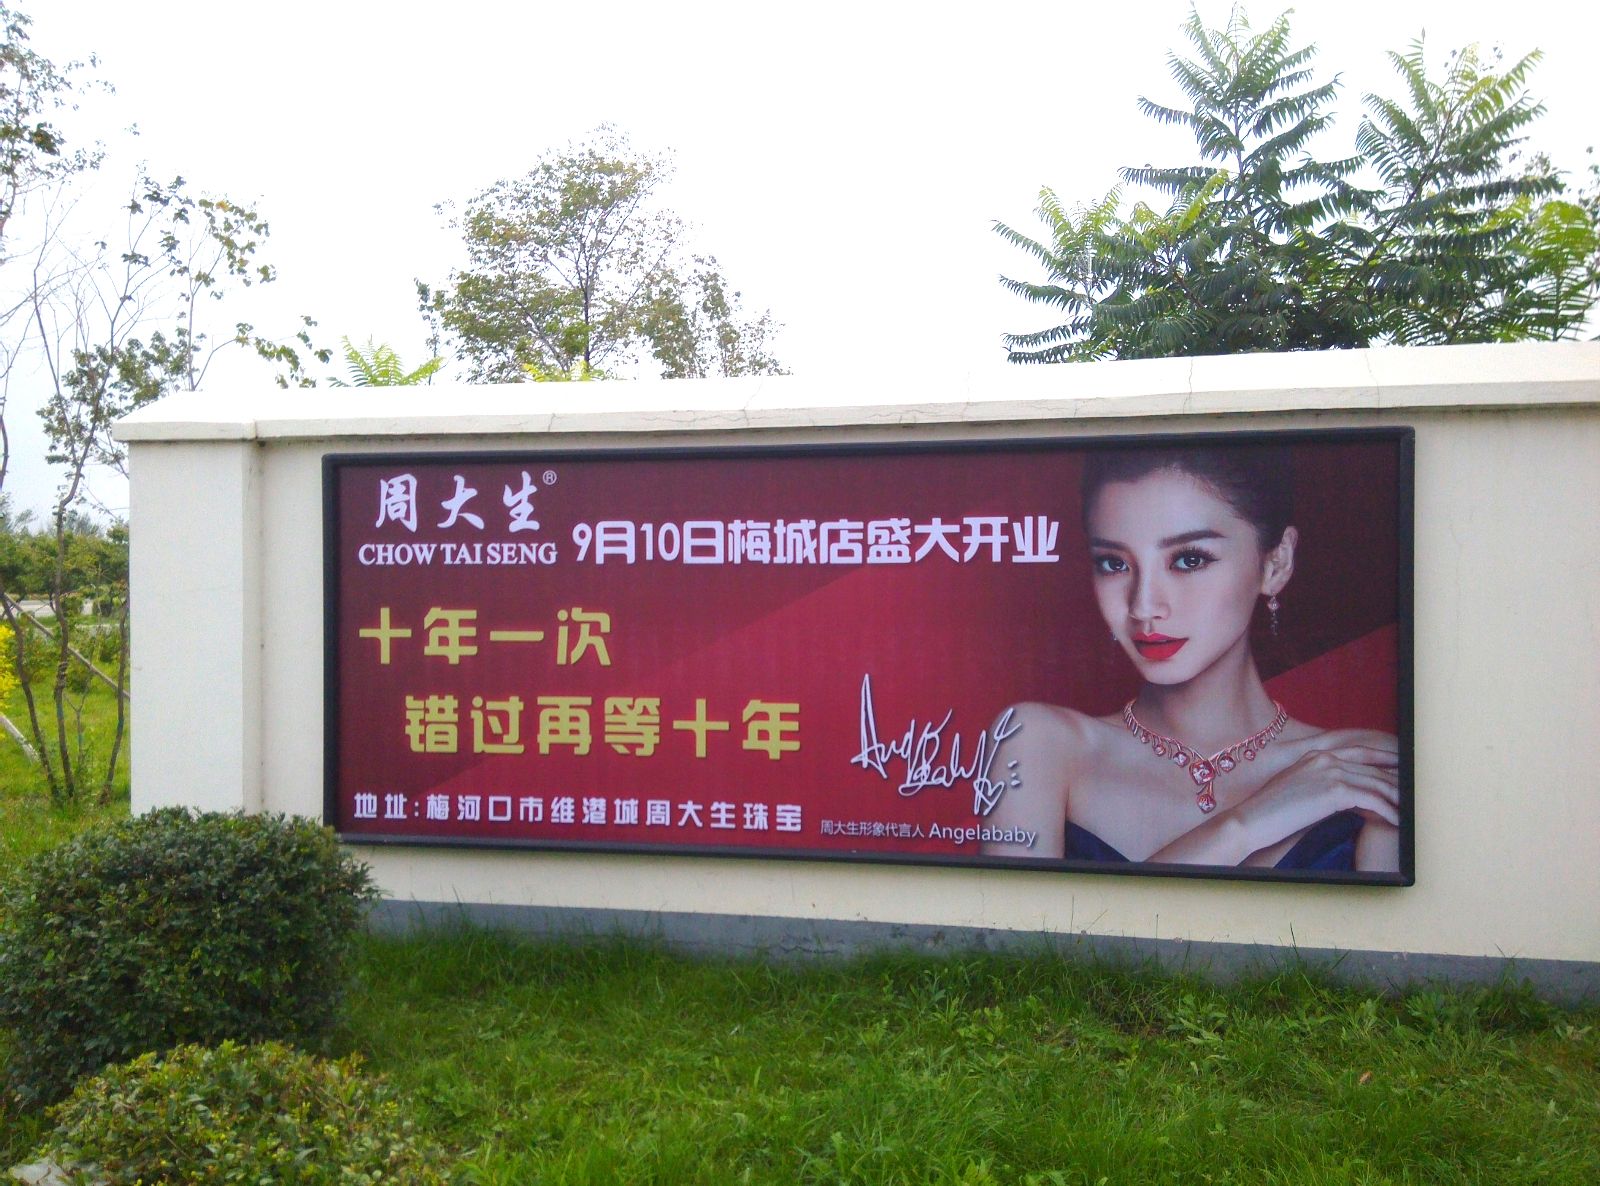 周大生®
CHOW TAI SENG
9月10日梅城店盛大开业
十年一次
错过再等十年
地址:梅河口市维港城周大生珠宝
AngelaBaby
周大生形象代言人 Angelababy